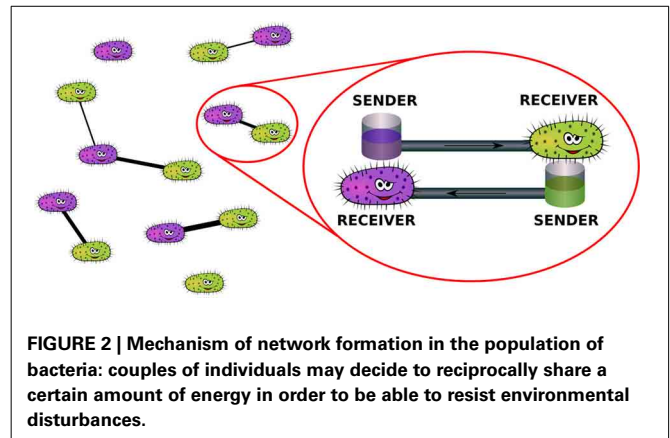 SENDER
RECEIVER
RECEIVER
SENDER
FIGURE 2 | Mechanism of network formation in the population of
bacteria: couples of individuals may decide to reciprocally share a
certain amount of energy in order to be able to resist environmental
disturbances.